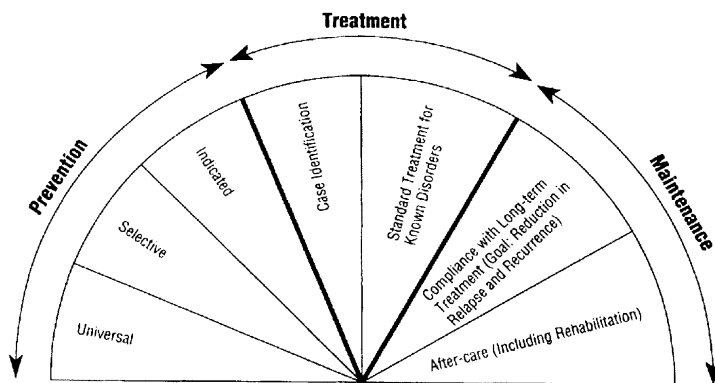 Treatment
Prevention
Maintenance
Universal
Selective
Indicated
Case Identification
Standard Treatment for
Known Disorders
Compliance with Long-term
Treatment (Goal: Reduction in
Relapse and Recurrence)
After-care (Including Rehabilitation)